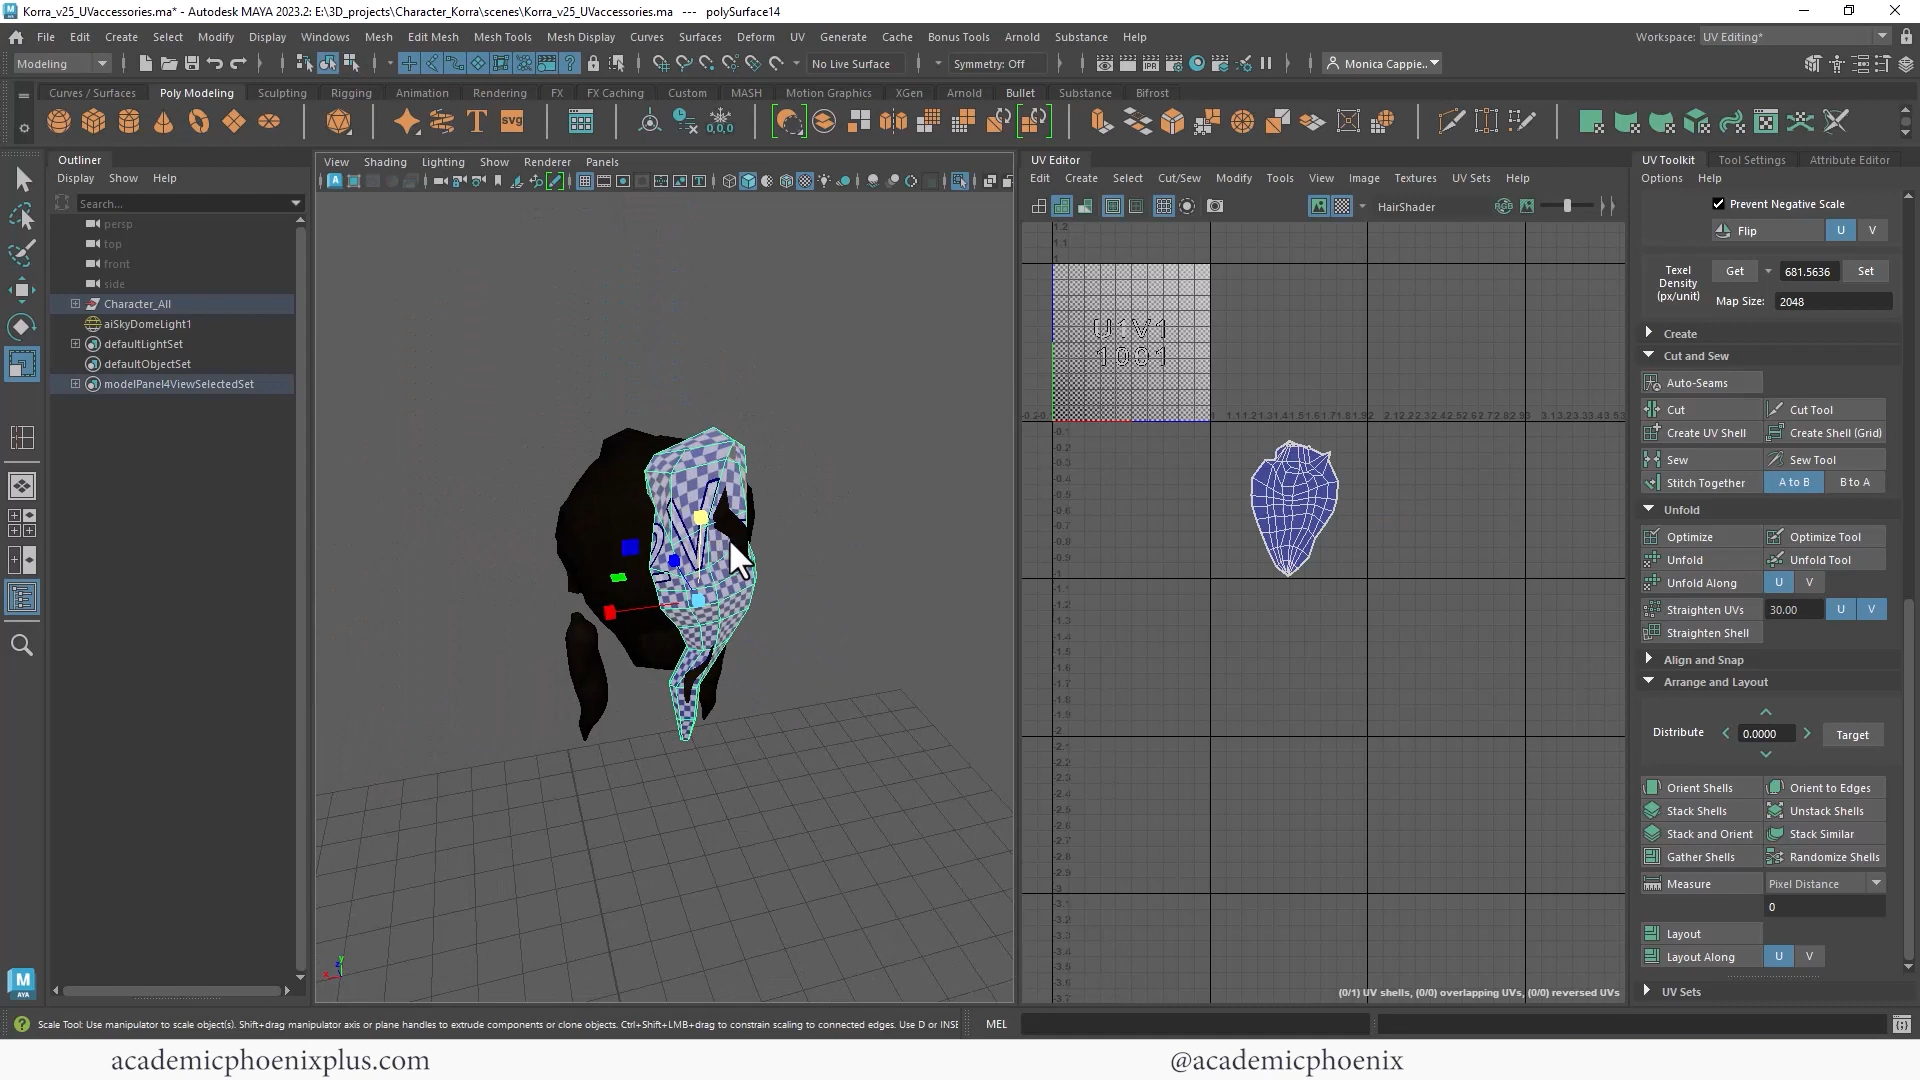 Korra_v25_UVaccessories.ma* - Autodesk MAYA 2023.2: E:\3D_projects\Character_Korra\scenes\Korra_v25_UVaccessories.ma --- polySurface14
File Edit Create Select Modify Display Windows Mesh Edit Mesh Mesh Tools Mesh Display Curves Surfaces Deform UV Generate Cache Bonus Tools Arnold Substance Help
Workspace: UV Editing*
Modeling No Live Surface Symmetry: Off Monica Cappie...
Curves / Surfaces Poly Modeling Sculpting Rigging Animation Rendering FX FX Caching Custom MASH Motion Graphics XGen Arnold Bullet Substance Bifrost
T svg 0,0,0 IPR
Outliner
Display Show Help
Search...
persp
top
front
side
Character_All
aiSkyDomeLight1
defaultLightSet
defaultObjectSet
modelPanel4ViewSelectedSet
View Shading Lighting Show Renderer Panels
UV Editor
Edit Create Select Cut/Sew Modify Tools View Image Textures UV Sets Help
HairShader
RGB
U1V1
1001
(0/1) UV shells, (0/0) overlapping UVs, (0/0) reversed UVs
UV Toolkit Tool Settings Attribute Editor
Options Help
Prevent Negative Scale
Flip U V
Texel Density (px/unit) Get 681.5636 Set
Map Size: 2048
Create
Cut and Sew
Auto-Seams
Cut Cut Tool
Create UV Shell Create Shell (Grid)
Sew Sew Tool
Stitch Together A to B B to A
Unfold
Optimize Optimize Tool
Unfold Unfold Tool
Unfold Along U V
Straighten UVs 30.00 U V
Straighten Shell
Align and Snap
Arrange and Layout
Distribute 0.0000 Target
Orient Shells Orient to Edges
Stack Shells Unstack Shells
Stack and Orient Stack Similar
Gather Shells Randomize Shells
Measure Pixel Distance
0
Layout
Layout Along U V
UV Sets
M
AYA
Scale Tool: Use manipulator to scale object(s). Shift+drag manipulator axis or plane handles to extrude components or clone objects. Ctrl+Shift+LMB+drag to constrain scaling to connected edges. Use D or INSE
MEL
academicphoenixplus.com
@academicphoenix